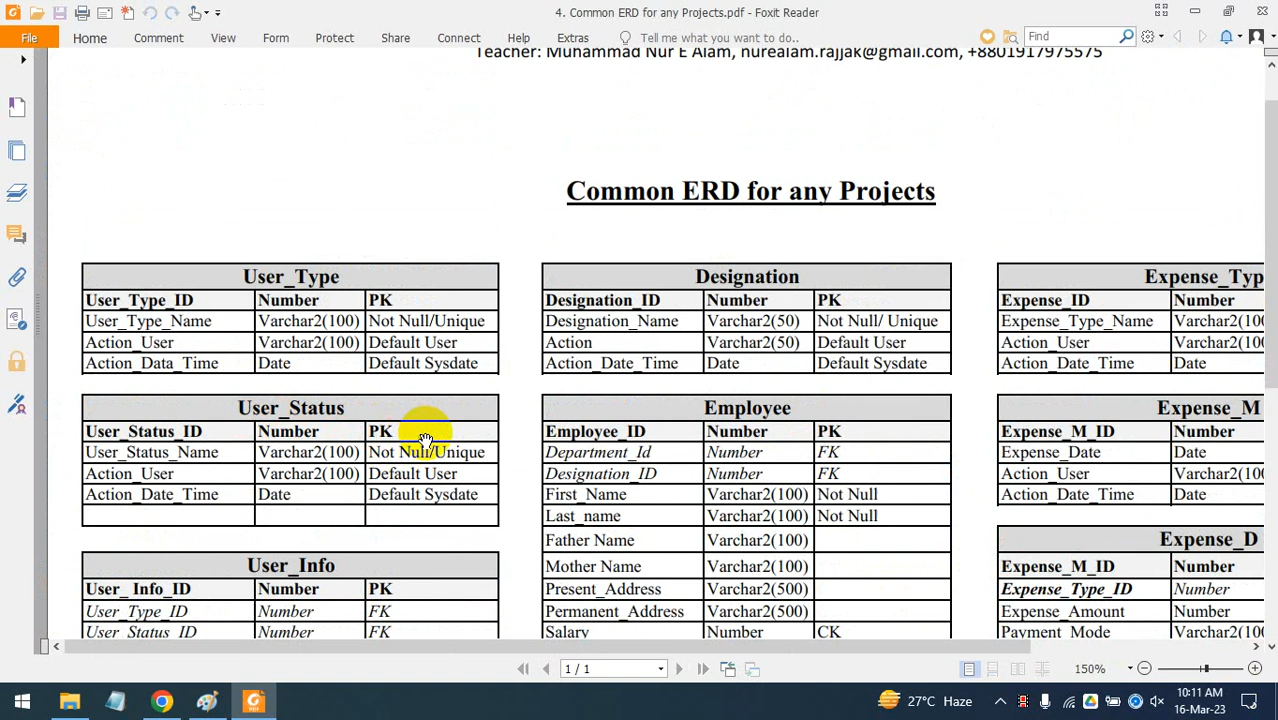 4. Common ERD for any Projects.pdf - Foxit Reader
File Home Comment View Form Protect Share Connect Help Extras Tell me what you want to do.. Find
Teacher: Muhammad Nur E Alam, nurealam.rajjak@gmail.com, +8801917975575
Common ERD for any Projects
User_Type
User_Type_ID Number PK
User_Type_Name Varchar2(100) Not Null/Unique
Action_User Varchar2(100) Default User
Action_Data_Time Date Default Sysdate
User_Status
User_Status_ID Number PK
User_Status_Name Varchar2(100) Not Null/Unique
Action_User Varchar2(100) Default User
Action_Date_Time Date Default Sysdate
User_Info
User_ Info_ID Number PK
User_Type_ID Number FK
User_Status_ID Number FK
Designation
Designation_ID Number PK
Designation_Name Varchar2(50) Not Null/ Unique
Action Varchar2(50) Default User
Action_Date_Time Date Default Sysdate
Employee
Employee_ID Number PK
Department_Id Number FK
Designation_ID Number FK
First_Name Varchar2(100) Not Null
Last_name Varchar2(100) Not Null
Father Name Varchar2(100)
Mother Name Varchar2(100)
Present_Address Varchar2(500)
Permanent_Address Varchar2(500)
Salary Number CK
Expense_Typ
Expense_ID Number
Expense_Type_Name Varchar2(100
Action_User Varchar2(100
Action_Date_Time Date
Expense_M
Expense_M_ID Number
Expense_Date Date
Action_User Varchar2(100
Action_Date_Time Date
Expense_D
Expense_M_ID Number
Expense_Type_ID Number
Expense_Amount Number
Payment_Mode Varchar2(100
1 / 1 150%
27°C Haze 10:11 AM
16-Mar-23